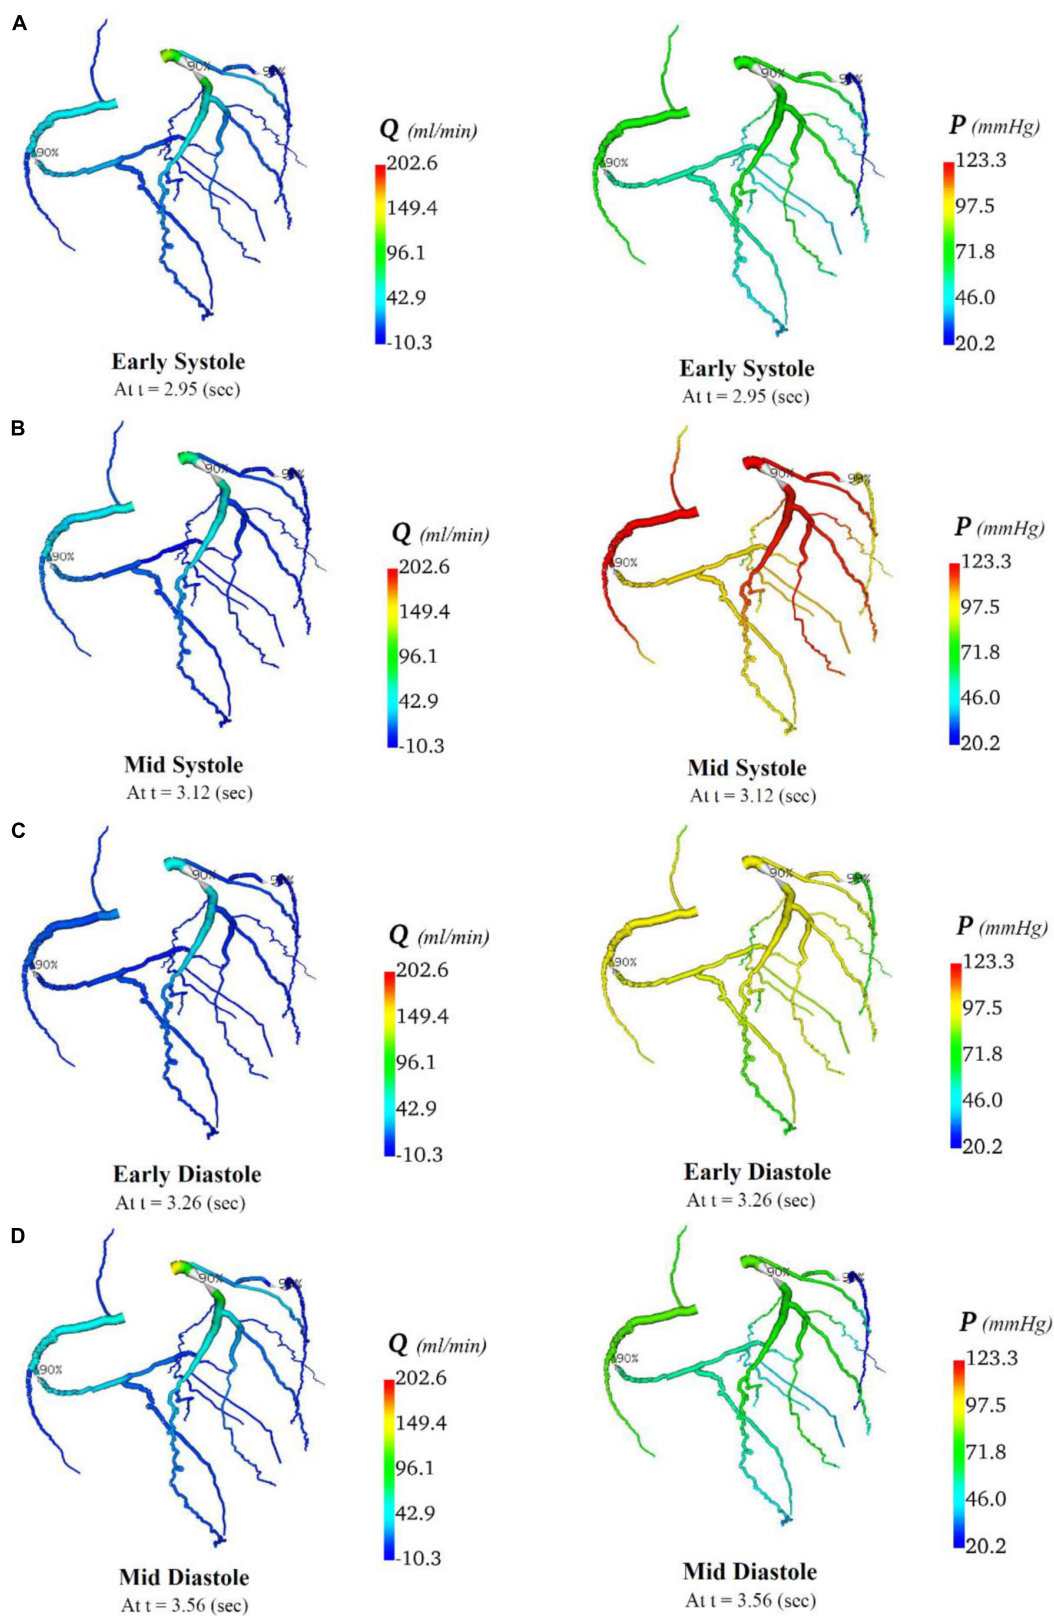 A
90%
90%
90%
Q (ml/min)
202.6
149.4
96.1
42.9
-10.3
Early Systole
At t = 2.95 (sec)
90%
90%
P (mmHg)
123.3
97.5
71.8
46.0
20.2
Early Systole
At t = 2.95 (sec)
B
90%
90%
Q (ml/min)
202.6
149.4
96.1
42.9
-10.3
Mid Systole
At t = 3.12 (sec)
90%
90%
90%
P (mmHg)
123.3
97.5
71.8
46.0
20.2
Mid Systole
At t = 3.12 (sec)
C
90%
90%
Q (ml/min)
202.6
149.4
96.1
42.9
-10.3
Early Diastole
At t = 3.26 (sec)
90%
90%
90%
P (mmHg)
123.3
97.5
71.8
46.0
20.2
Early Diastole
At t = 3.26 (sec)
D
90%
90%
Q (ml/min)
202.6
149.4
96.1
42.9
-10.3
Mid Diastole
At t = 3.56 (sec)
90%
90%
P (mmHg)
123.3
97.5
71.8
46.0
20.2
Mid Diastole
At t = 3.56 (sec)